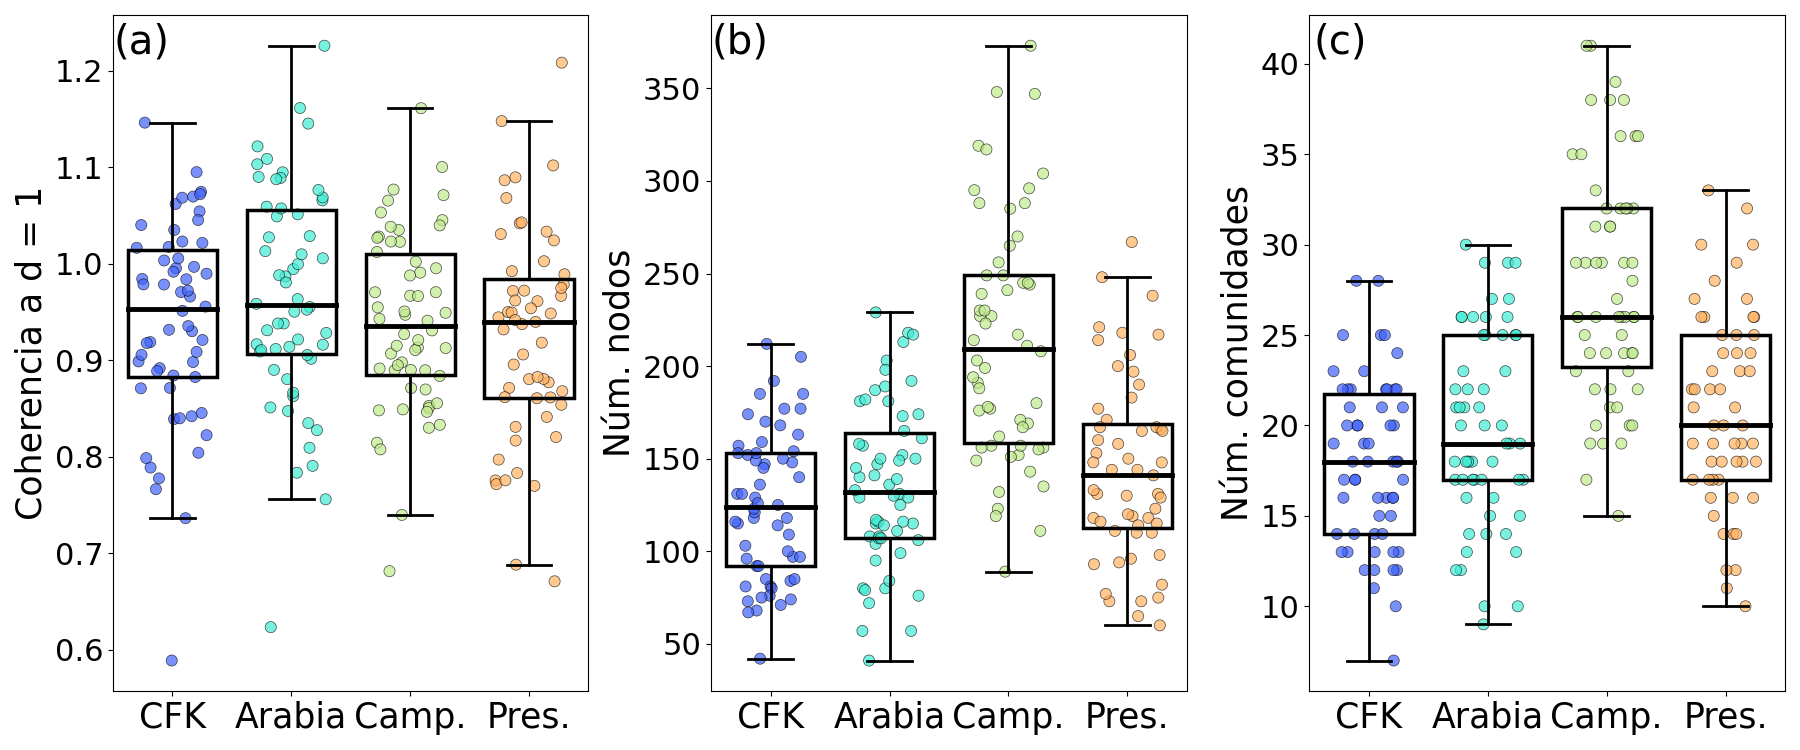 (a)
Coherencia a d = 1
1.2
1.1
1.0
0.9
0.8
0.7
0.6
CFK Arabia Camp. Pres.
(b)
Núm. nodos
350
300
250
200
150
100
50
CFK Arabia Camp. Pres.
(c)
Núm. comunidades
40
35
30
25
20
15
10
CFK Arabia Camp. Pres.